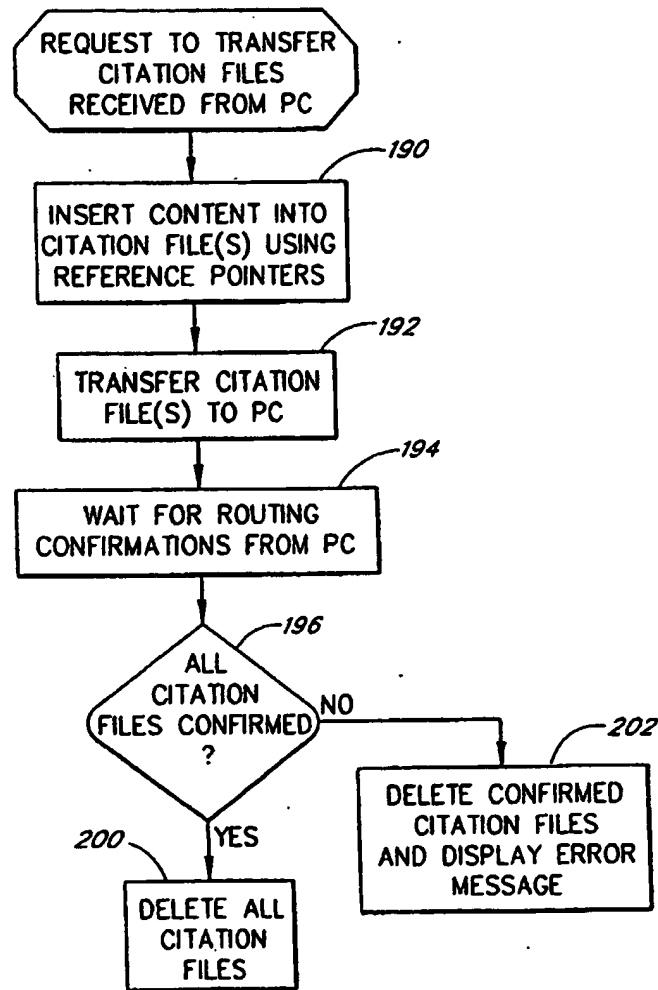 REQUEST TO TRANSFER
CITATION FILES
RECEIVED FROM PC
190
INSERT CONTENT INTO
CITATION FILE(S) USING
REFERENCE POINTERS
192
TRANSFER CITATION
FILE(S) TO PC
194
WAIT FOR ROUTING
CONFIRMATIONS FROM PC
196
ALL
CITATION
FILES CONFIRMED
?
NO
202
DELETE CONFIRMED
CITATION FILES
AND DISPLAY ERROR
MESSAGE
YES
200
DELETE ALL
CITATION
FILES